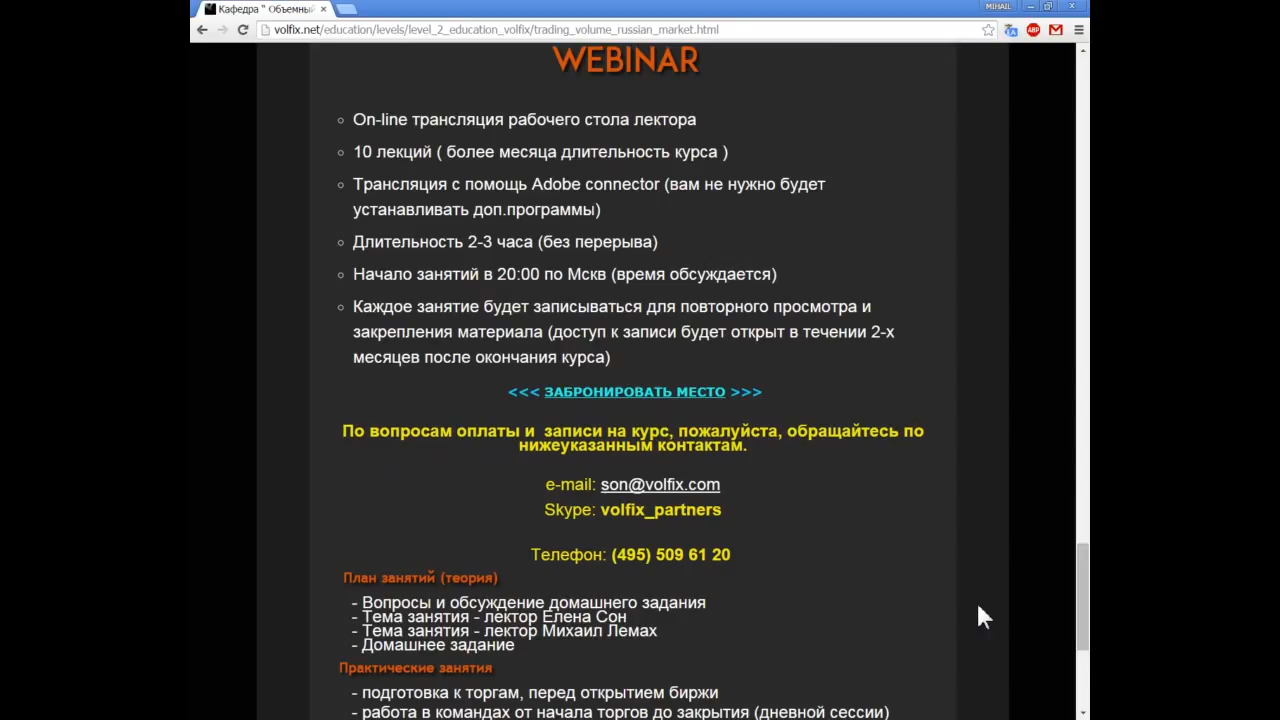 Кафедра " Объемный
MIHAIL
volfix.net/education/levels/level_2_education_volfix/trading_volume_russian_market.html
ABP
WEBINAR
On-line трансляция рабочего стола лектора
10 лекций ( более месяца длительность курса )
Трансляция с помощь Adobe connector (вам не нужно будет
устанавливать доп.программы)
Длительность 2-3 часа (без перерыва)
Начало занятий в 20:00 по Мскв (время обсуждается)
Каждое занятие будет записываться для повторного просмотра и
закрепления материала (доступ к записи будет открыт в течении 2-х
месяцев после окончания курса)
<<< ЗАБРОНИРОВАТЬ МЕСТО >>>
По вопросам оплаты и записи на курс, пожалуйста, обращайтесь по
нижеуказанным контактам.
e-mail: son@volfix.com
Skype: volfix_partners
Телефон: (495) 509 61 20
План занятий (теория)
- Вопросы и обсуждение домашнего задания
- Тема занятия - лектор Елена Сон
- Тема занятия - лектор Михаил Лемах
- Домашнее задание
Практические занятия
- подготовка к торгам, перед открытием биржи
- работа в командах от начала торгов до закрытия (дневной сессии)